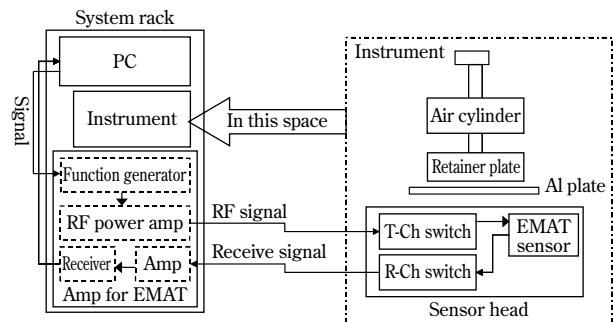 System rack
PC
Instrument
Signal
Function generator
RF power amp
Receiver
Amp
Amp for EMAT
In this space
RF signal
Receive signal
Instrument
Air cylinder
Retainer plate
Al plate
T-Ch switch
R-Ch switch
EMAT
sensor
Sensor head